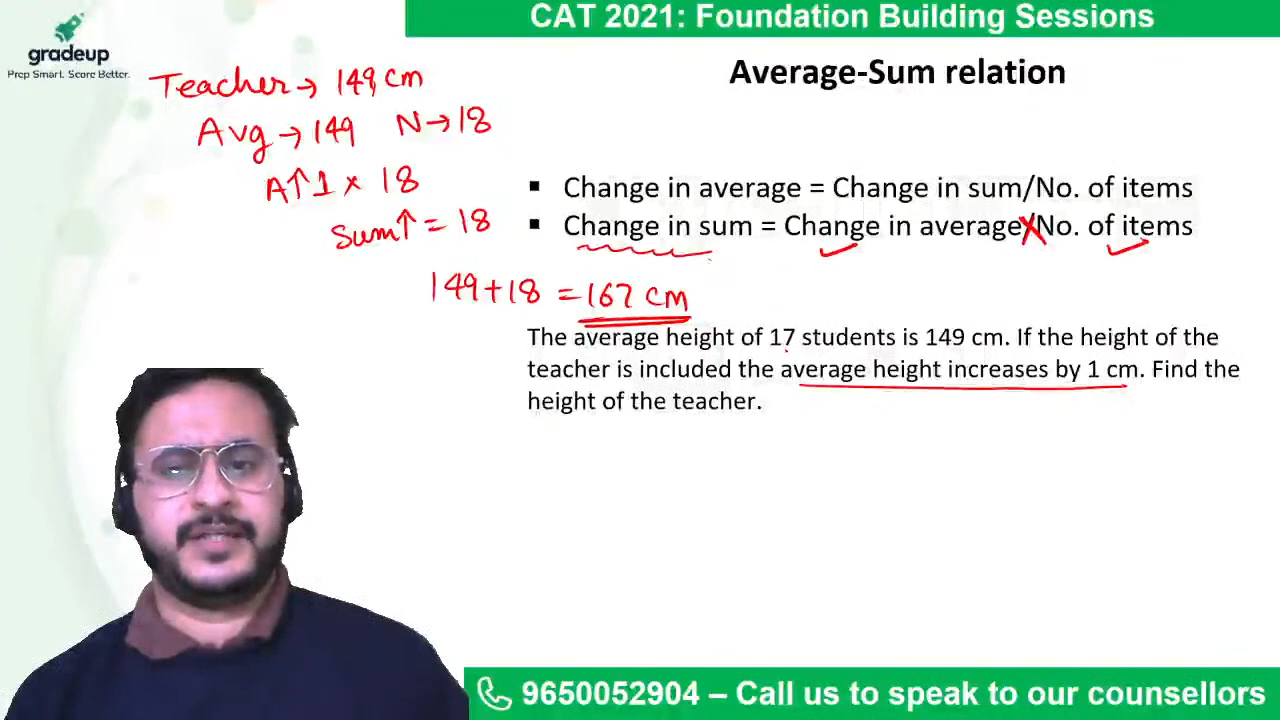 CAT 2021: Foundation Building Sessions
gradeup
Prep Smart. Score Better.
Average-Sum relation
Teacher → 149 cm
Avg → 149 N → 18
A↑ 1 × 18
Sum↑ = 18
149 + 18 = 167 cm
▪ Change in average = Change in sum/No. of items
▪ Change in sum = Change in average×No. of items
The average height of 17 students is 149 cm. If the height of the
teacher is included the average height increases by 1 cm. Find the
height of the teacher.
9650052904 – Call us to speak to our counsellors